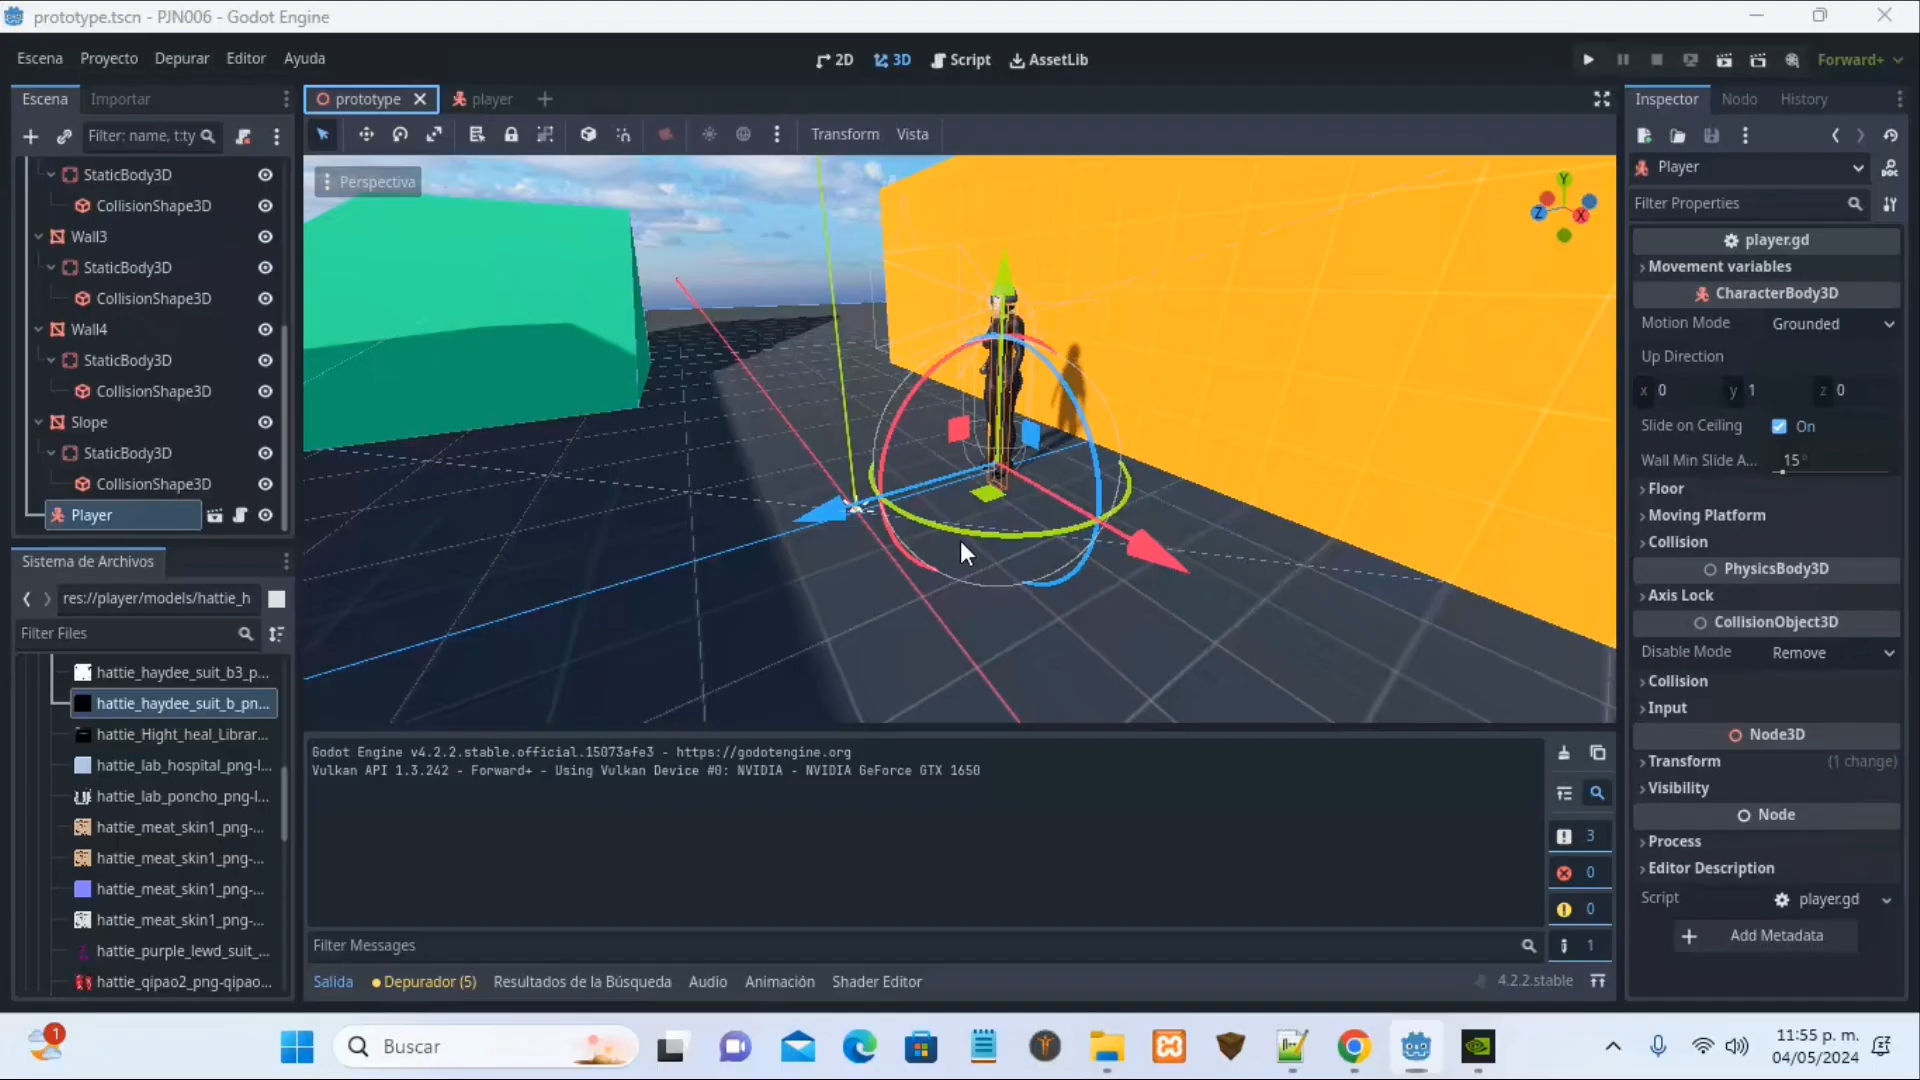 prototype.tscn - PJN006 - Godot Engine
Escena Proyecto Depurar Editor Ayuda
2D 3D Script AssetLib
Forward+
Escena Importar
prototype player
Inspector Nodo History
Filter: name, t:ty
Transform Vista
StaticBody3D
CollisionShape3D
Wall3
StaticBody3D
CollisionShape3D
Wall4
StaticBody3D
CollisionShape3D
Slope
StaticBody3D
CollisionShape3D
Player
Sistema de Archivos
res://player/models/hattie_h
Filter Files
hattie_haydee_suit_b3_p...
hattie_haydee_suit_b_pn...
hattie_Hight_heal_Librar...
hattie_lab_hospital_png-l...
hattie_lab_poncho_png-l...
hattie_meat_skin1_png-...
hattie_meat_skin1_png-...
hattie_meat_skin1_png-...
hattie_meat_skin1_png-...
hattie_purple_lewd_suit_...
hattie_qipao2_png-qipao...
Perspectiva
Y
Z
X
Godot Engine v4.2.2.stable.official.15073afe3 - https://godotengine.org
Vulkan API 1.3.242 - Forward+ - Using Vulkan Device #0: NVIDIA - NVIDIA GeForce GTX 1650
3
0
0
1
Filter Messages
Salida Depurador (5) Resultados de la Búsqueda Audio Animación Shader Editor
4.2.2.stable
Player
Filter Properties
player.gd
Movement variables
CharacterBody3D
Motion Mode Grounded
Up Direction
x 0 y 1 z 0
Slide on Ceiling On
Wall Min Slide A... 15 °
Floor
Moving Platform
Collision
PhysicsBody3D
Axis Lock
CollisionObject3D
Disable Mode Remove
Collision
Input
Node3D
Transform (1 change)
Visibility
Node
Process
Editor Description
Script player.gd
Add Metadata
1
Buscar
11:55 p. m.
04/05/2024